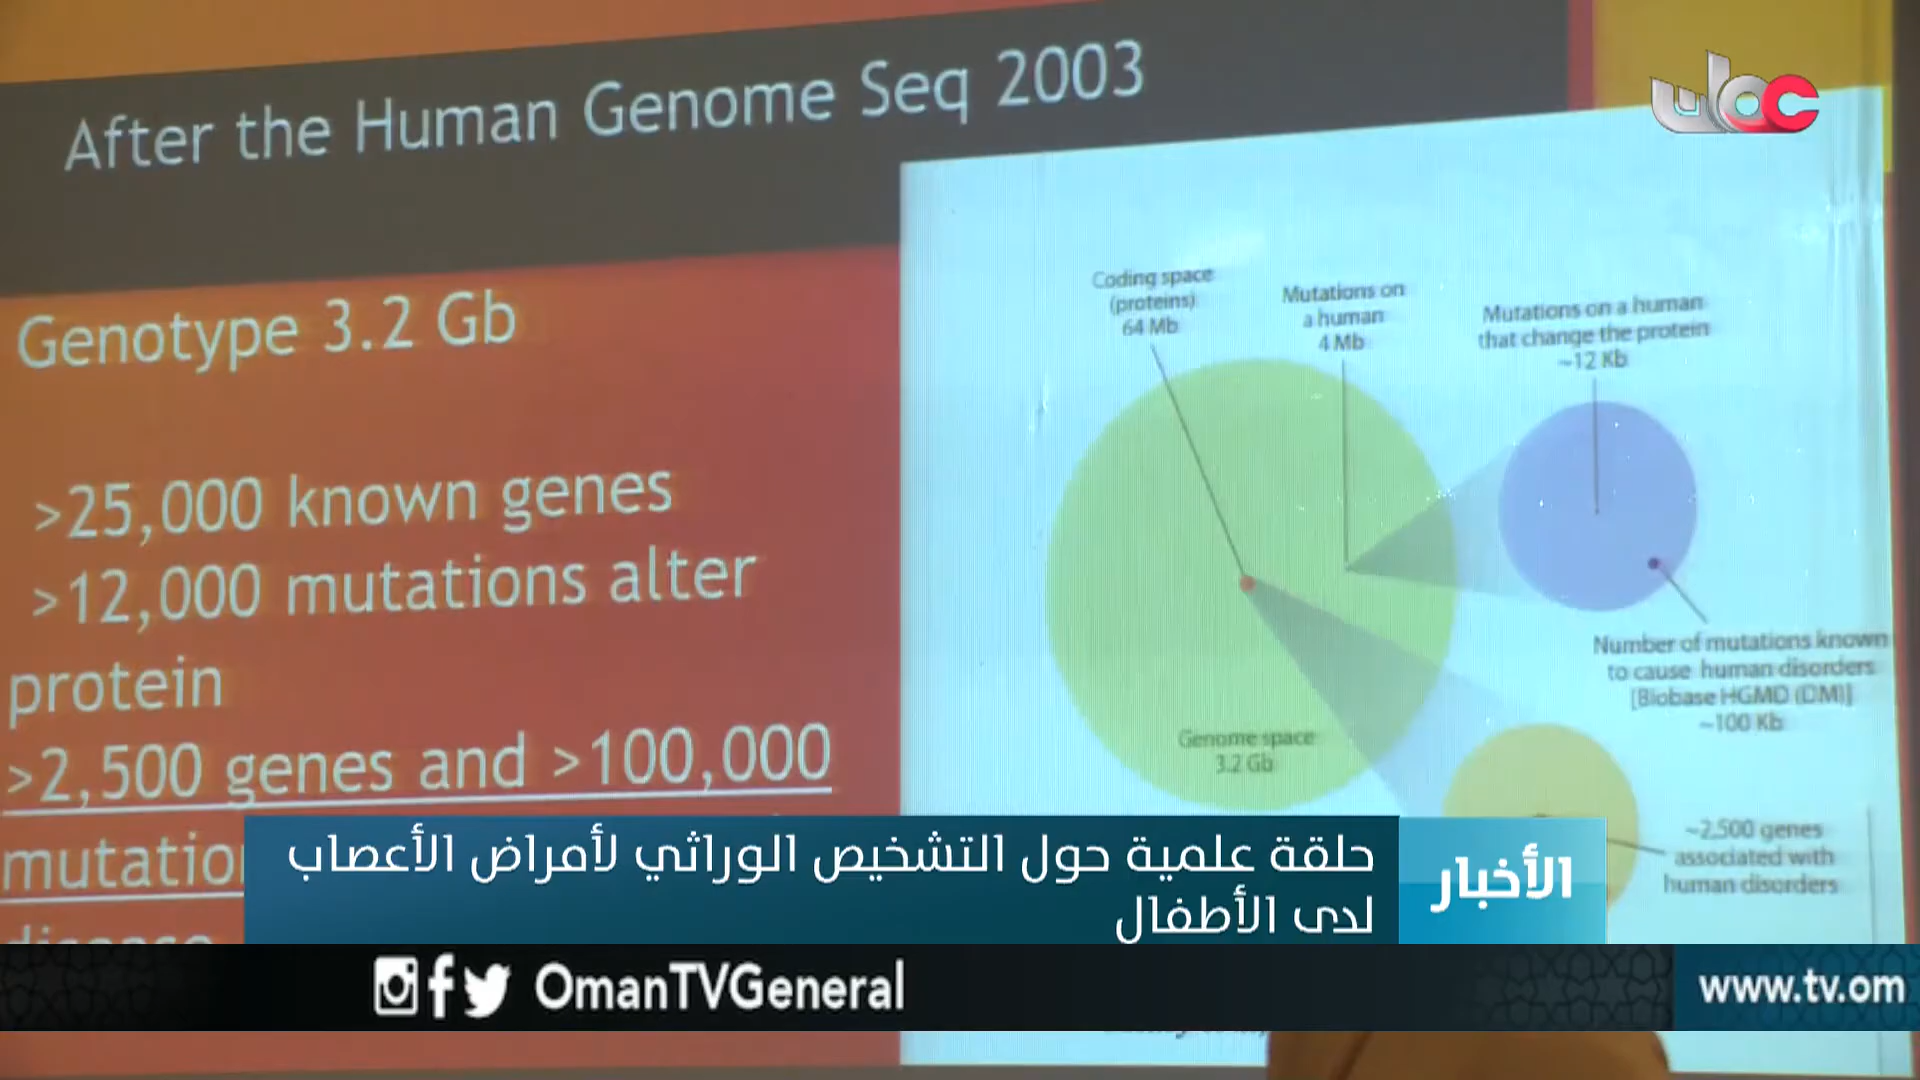 After the Human Genome Seq 2003
عمان
Genotype 3.2 Gb
>25,000 known genes
>12,000 mutations alter
protein
>2,500 genes and >100,000
Coding space
(proteins)
64 Mb
Mutations on
a human
4 Mb
Mutations on a human
that change the protein
~12 Kb
Number of mutations known
to cause human disorders
[Biobase HGMD (DM)]
~100 Kb
Genome space
3.2 Gb
~2,500 genes
associated with
human disorders
الأخبار
حلقة علمية حول التشخيص الوراثي لأمراض الأعصاب
لدى الأطفال
OmanTVGeneral
www.tv.om